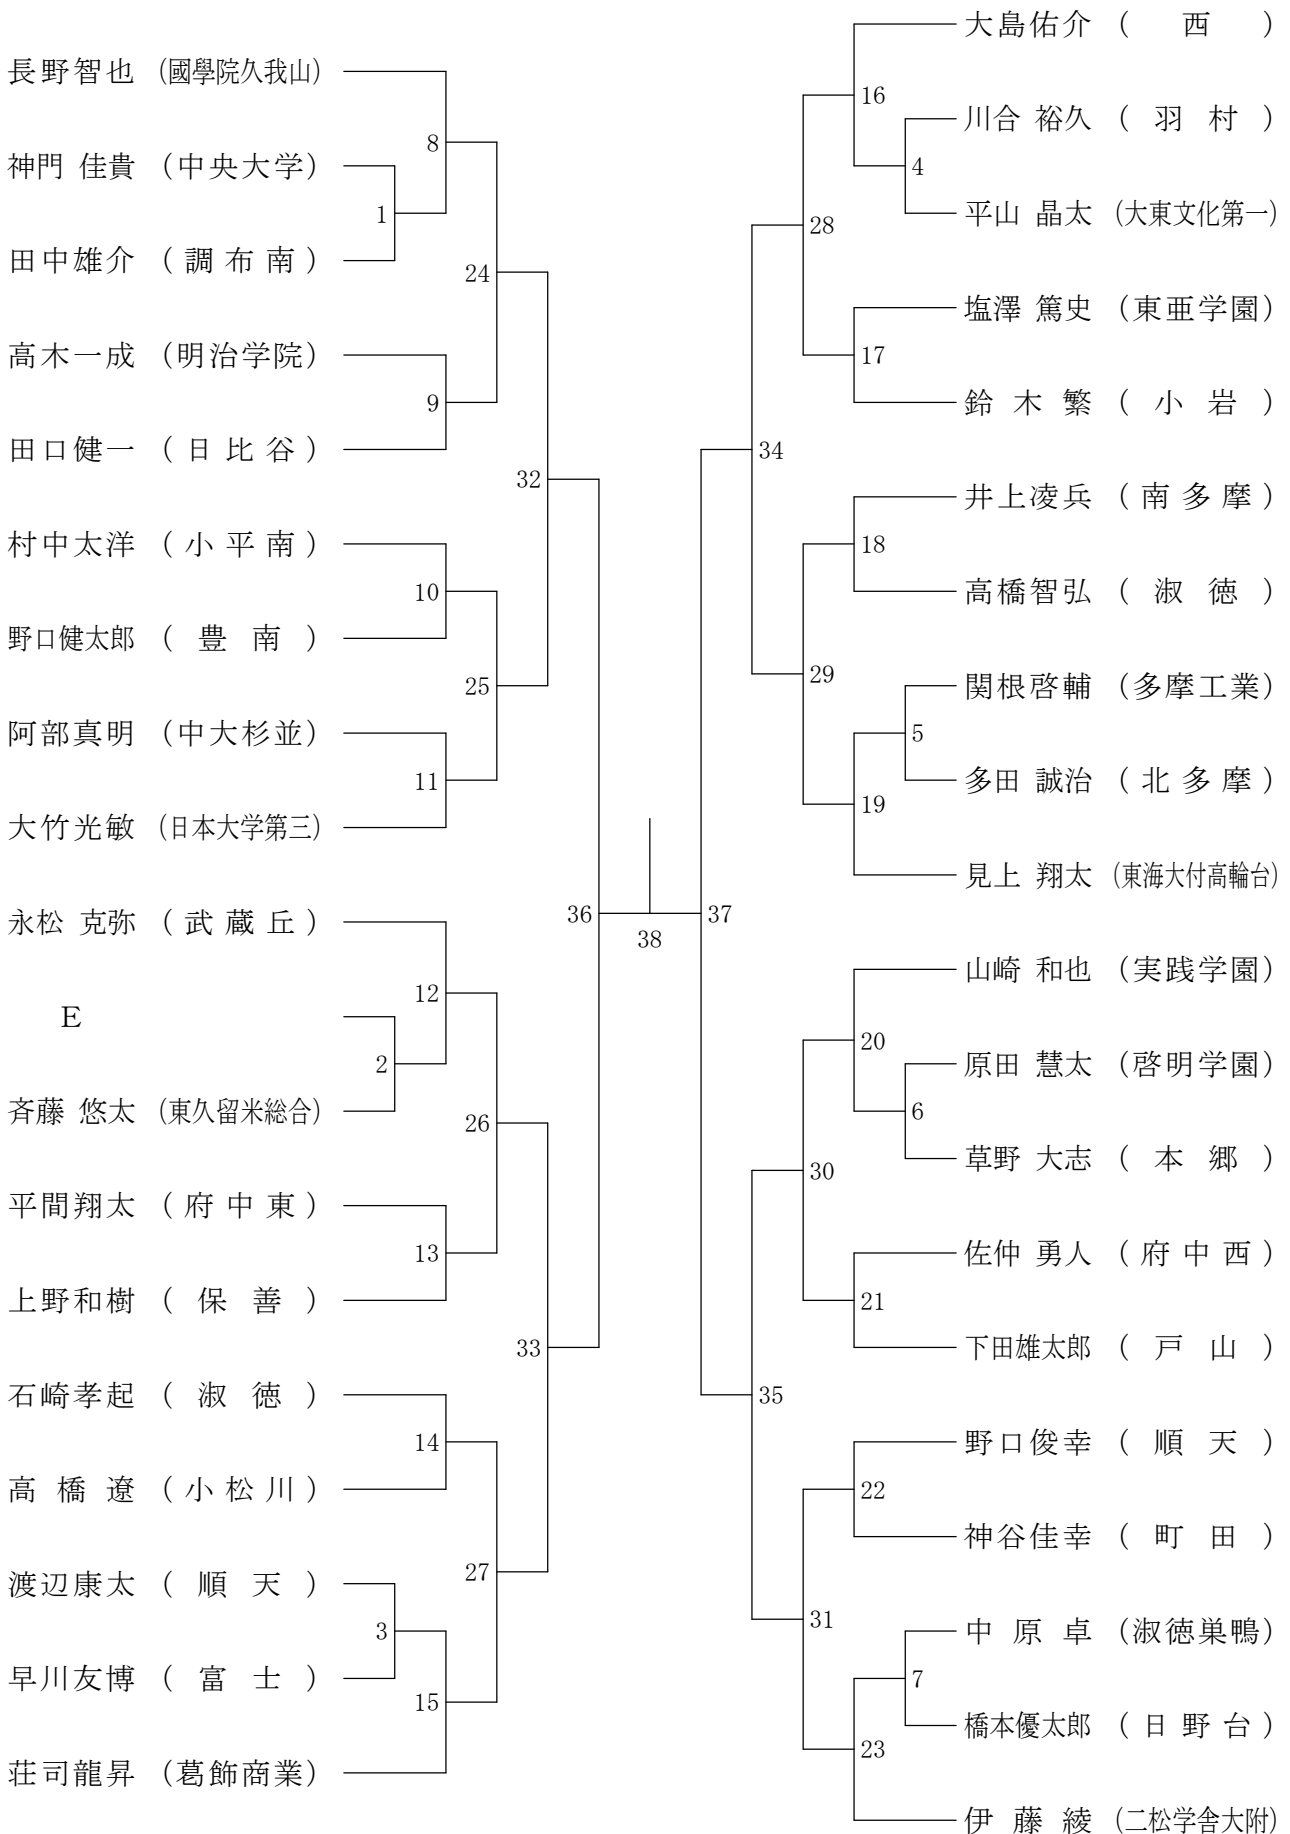 長野智也 (國學院久我山)
8
神門 佳貴 (中央大学)
1
田中雄介 (調布南)
24
高木一成 (明治学院)
9
田口健一 (日比谷)
32
村中太洋 (小平南)
10
野口健太郎 (豊南)
25
阿部真明 (中大杉並)
11
大竹光敏 (日本大学第三)
36
永松 克弥 (武蔵丘)
12
E
2
斉藤 悠太 (東久留米総合)
26
平間翔太 (府中東)
13
上野和樹 (保善)
33
石崎孝起 (淑徳)
14
高橋遼 (小松川)
27
渡辺康太 (順天)
3
早川友博 (富士)
15
荘司龍昇 (葛飾商業)
38
大島佑介 (西)
16
川合 裕久 (羽村)
4
平山 晶太 (大東文化第一)
28
塩澤 篤史 (東亜学園)
17
鈴木繁 (小岩)
34
井上凌兵 (南多摩)
18
高橋智弘 (淑徳)
29
関根啓輔 (多摩工業)
5
多田 誠治 (北多摩)
19
見上 翔太 (東海大付高輪台)
37
山崎 和也 (実践学園)
20
原田 慧太 (啓明学園)
6
草野 大志 (本郷)
30
佐仲 勇人 (府中西)
21
下田雄太郎 (戸山)
35
野口俊幸 (順天)
22
神谷佳幸 (町田)
31
中原卓 (淑徳巣鴨)
7
橋本優太郎 (日野台)
23
伊藤綾 (二松学舎大附)